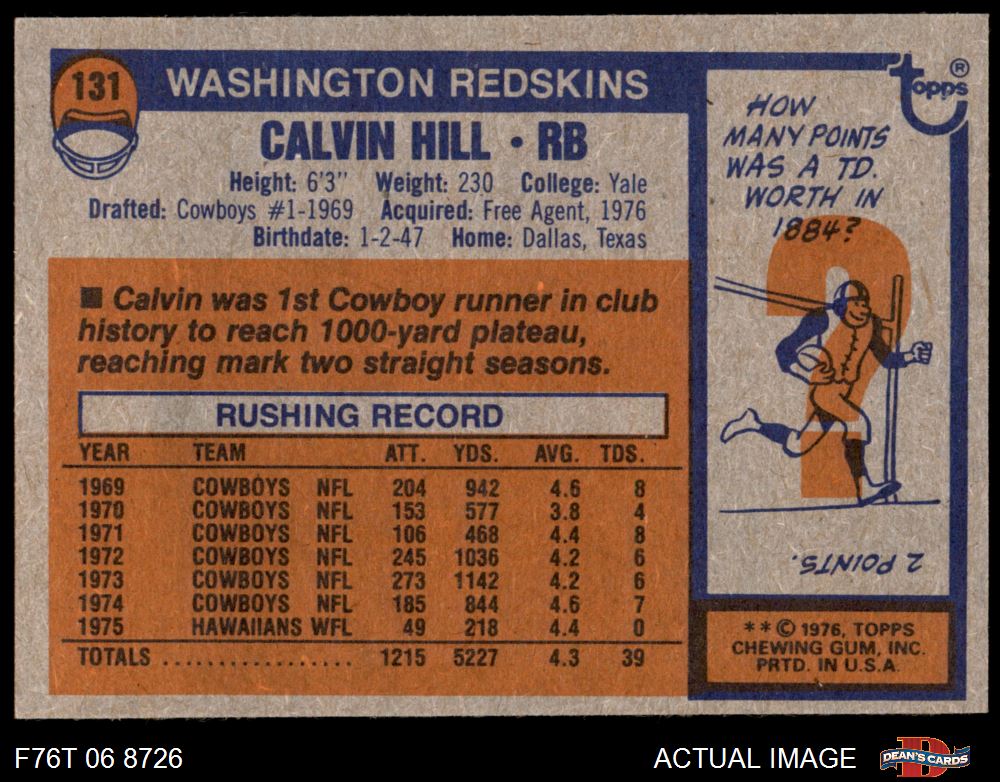 131
WASHINGTON REDSKINS
CALVIN HILL • RB
Height: 6'3" Weight: 230 College: Yale
Drafted: Cowboys #1-1969 Acquired: Free Agent, 1976
Birthdate: 1-2-47 Home: Dallas, Texas
■ Calvin was 1st Cowboy runner in club
history to reach 1000-yard plateau,
reaching mark two straight seasons.
RUSHING RECORD
YEAR TEAM ATT. YDS. AVG. TDS.
1969 COWBOYS NFL 204 942 4.6 8
1970 COWBOYS NFL 153 577 3.8 4
1971 COWBOYS NFL 106 468 4.4 8
1972 COWBOYS NFL 245 1036 4.2 6
1973 COWBOYS NFL 273 1142 4.2 6
1974 COWBOYS NFL 185 844 4.6 7
1975 HAWAIIANS WFL 49 218 4.4 0
TOTALS .................. 1215 5227 4.3 39
Topps ®
HOW
MANY POINTS
WAS A TD.
WORTH IN
1884?
2 POINTS.
** © 1976, TOPPS
CHEWING GUM, INC.
PRTD. IN U.S.A.
F76T 06 8726
ACTUAL IMAGE
DEAN'S CARDS